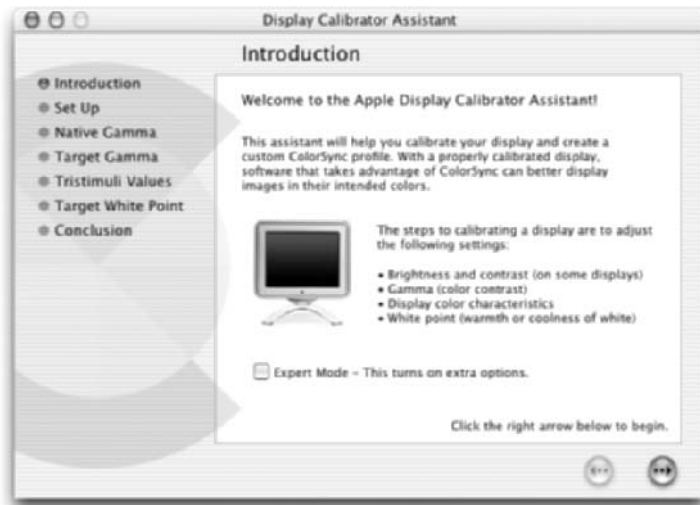 Display Calibrator Assistant
Introduction
Introduction
Set Up
Native Gamma
Target Gamma
Tristimuli Values
Target White Point
Conclusion
Welcome to the Apple Display Calibrator Assistant!
This assistant will help you calibrate your display and create a
custom ColorSync profile. With a properly calibrated display,
software that takes advantage of ColorSync can better display
images in their intended colors.
The steps to calibrating a display are to adjust
the following settings:
• Brightness and contrast (on some displays)
• Gamma (color contrast)
• Display color characteristics
• White point (warmth or coolness of white)
Expert Mode – This turns on extra options.
Click the right arrow below to begin.